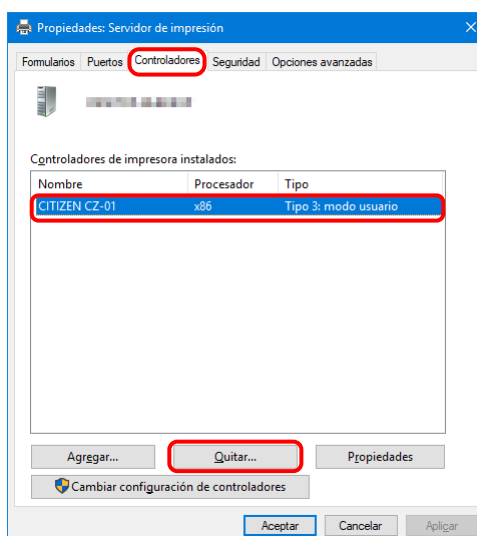 Propiedades: Servidor de impresión
Formularios Puertos Controladores Seguridad Opciones avanzadas
Controladores de impresora instalados:
Nombre Procesador Tipo
CITIZEN CZ-01 x86 Tipo 3: modo usuario
Agregar... Quitar... Propiedades
Cambiar configuración de controladores
Aceptar Cancelar Aplicar